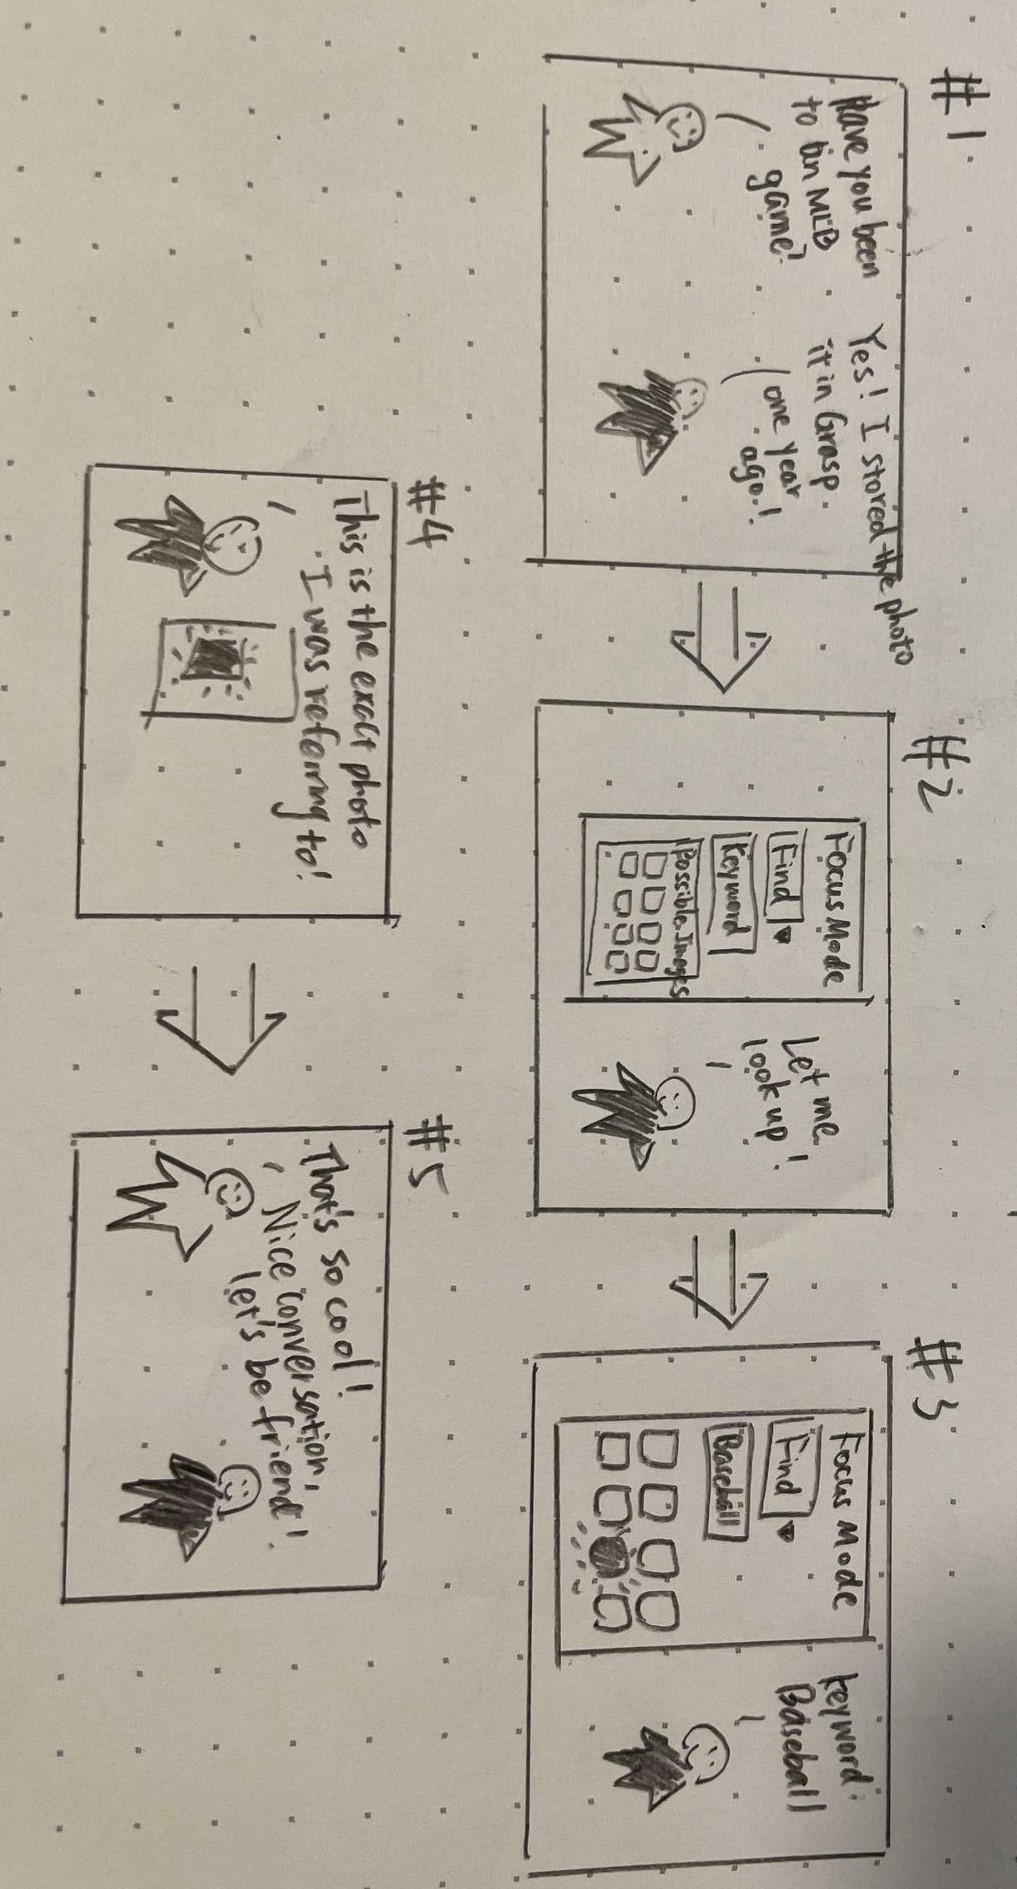 #1
Have you been
to an MLB
game?
Yes! I stored the photo
it in Grasp.
one year
ago!
#2
Focus Mode
Find
Keyword
Possible Images
Let me
look up!
#3
Focus Mode
Find
Baseball
keyword:
Baseball
#4
This is the exact photo
I was referring to!
#5
That's so cool!
Nice conversation,
let's be friend!